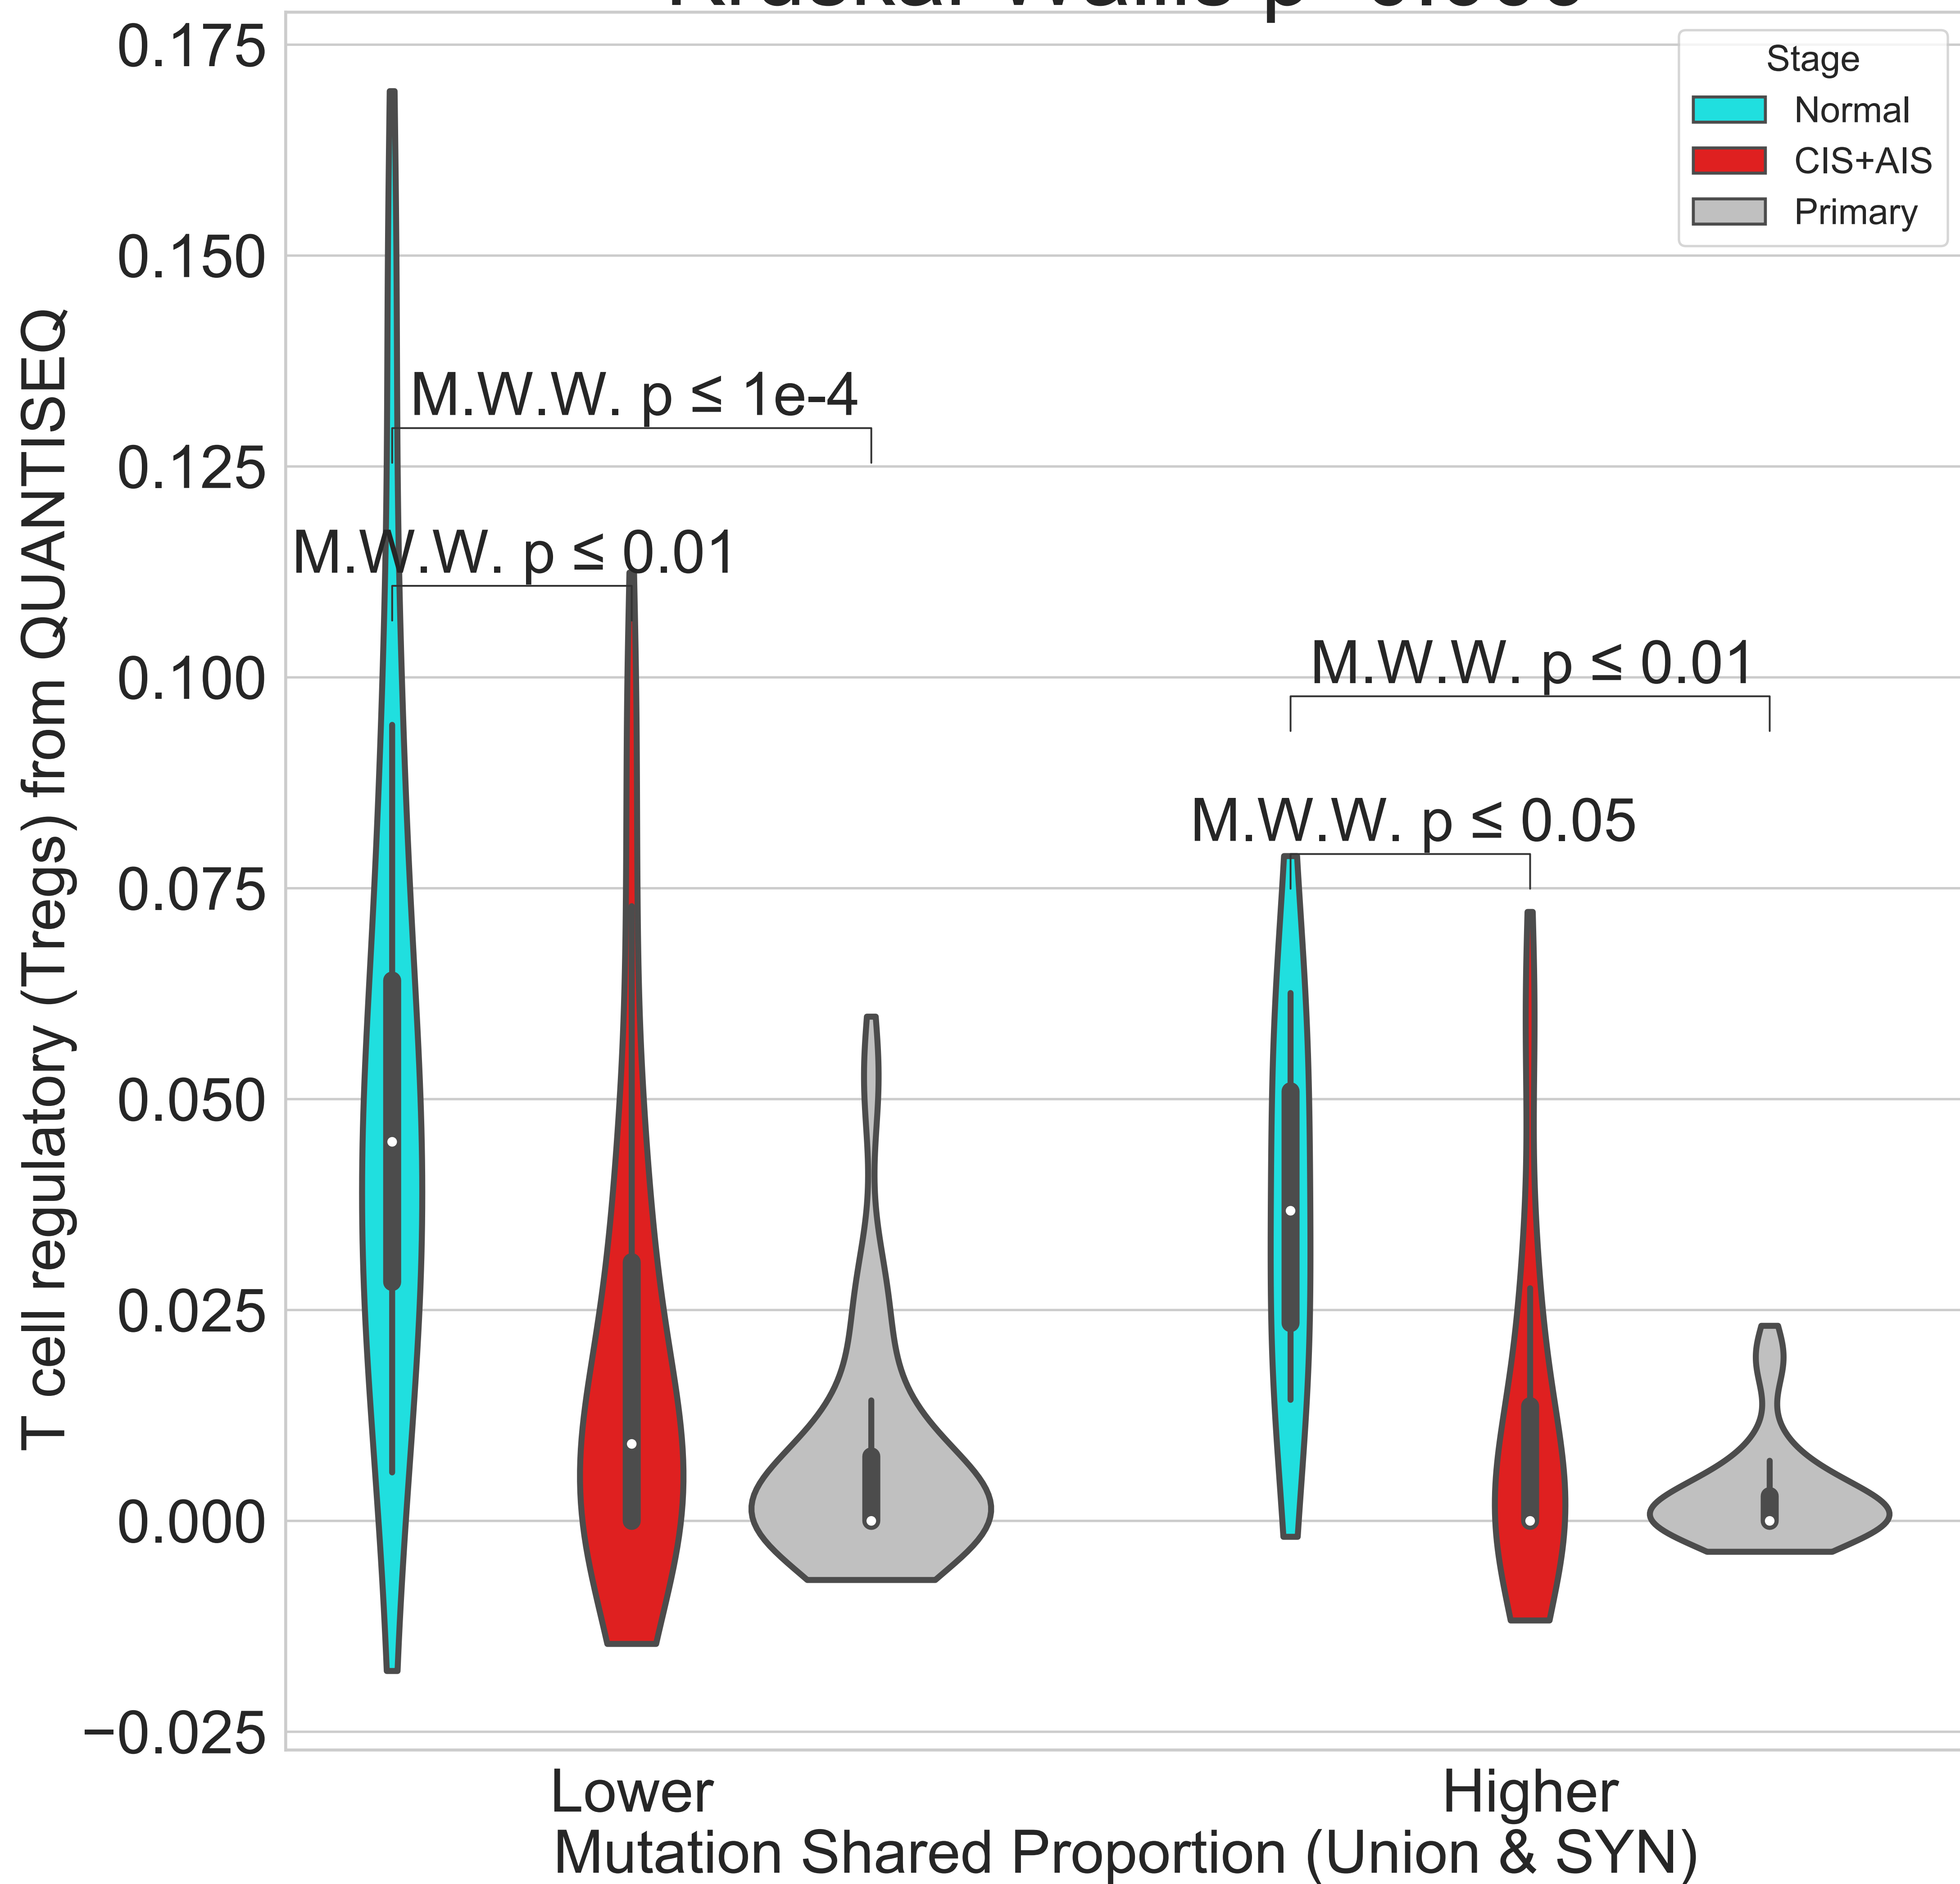 0.175
0.150
0.125
0.100
0.075
0.050
0.025
0.000
−0.025
T cell regulatory (Tregs) from QUANTISEQ
Stage
Normal
CIS+AIS
Primary
M.W.W. p ≤ 1e-4
M.W.W. p ≤ 0.01
M.W.W. p ≤ 0.01
M.W.W. p ≤ 0.05
Lower
Higher
Mutation Shared Proportion (Union & SYN)